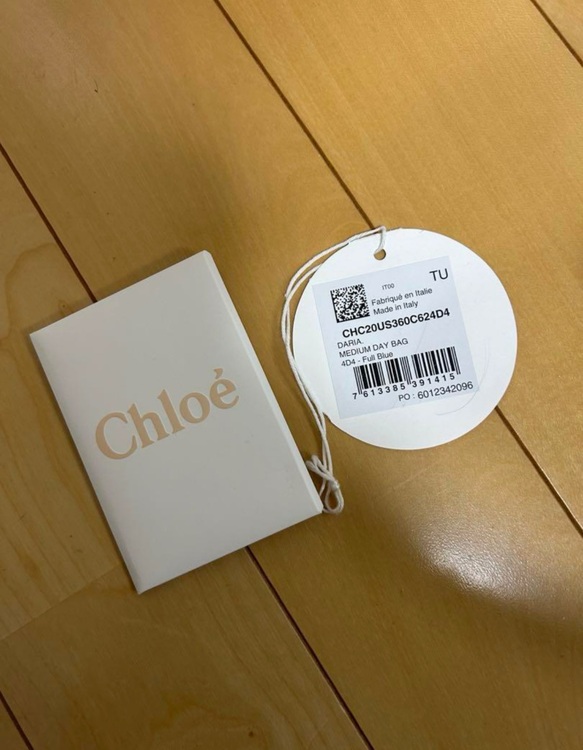 Chloé
TU
IT00
Fabriqué en Italie
Made in Italy
CHC20US360C624D4
DARIA.
MEDIUM DAY BAG
4D4 - Full Blue
7 613385 391415
PO : 6012342096